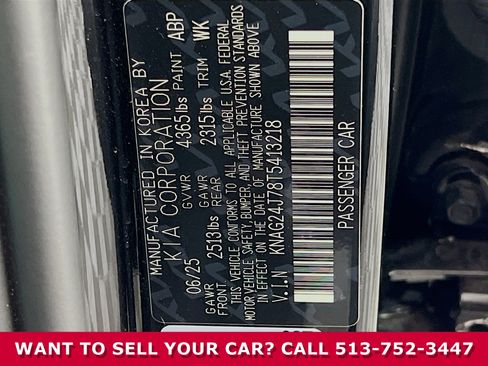 MANUFACTURED IN KOREA BY
KIA CORPORATION
06/25 GVWR 4365lbs PAINT ABP
GAWR FRONT 2513lbs GAWR REAR 2315lbs TRIM WK
THIS VEHICLE CONFORMS TO ALL APPLICABLE U.S.A. FEDERAL
MOTOR VEHICLE SAFETY, BUMPER, AND THEFT PREVENTION STANDARDS
IN EFFECT ON THE DATE OF MANUFACTURE SHOWN ABOVE
V.I.N KNAG24J78T5413218
PASSENGER CAR
WANT TO SELL YOUR CAR? CALL 513-752-3447